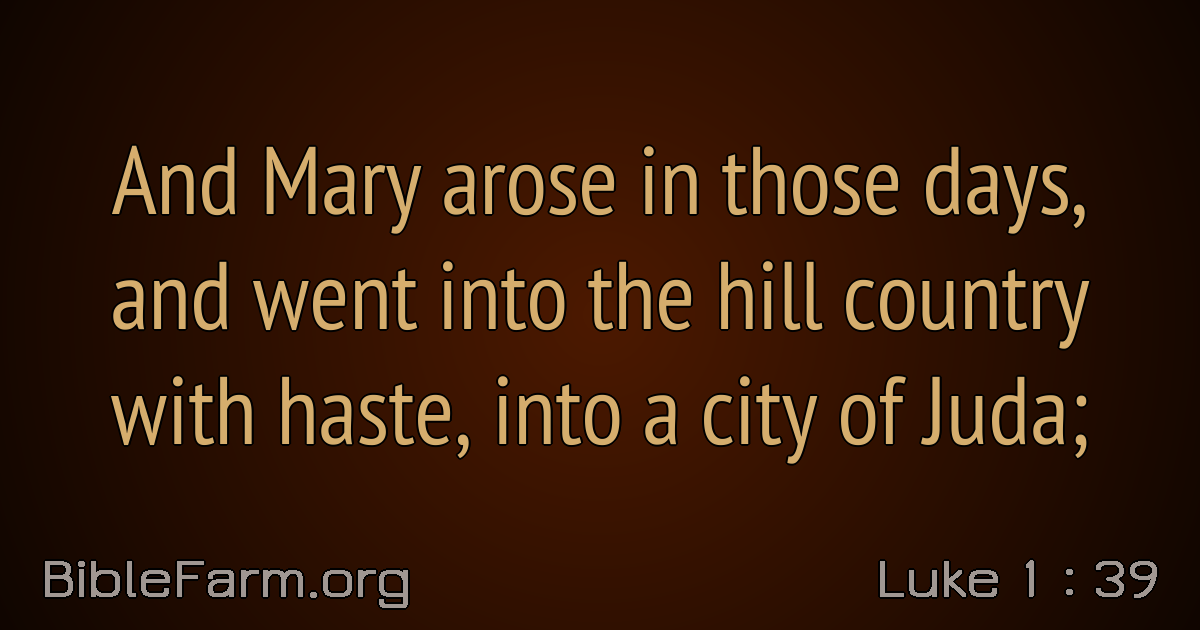 And Mary arose in those days,
and went into the hill country
with haste, into a city of Juda;
BibleFarm.org
Luke 1 : 39